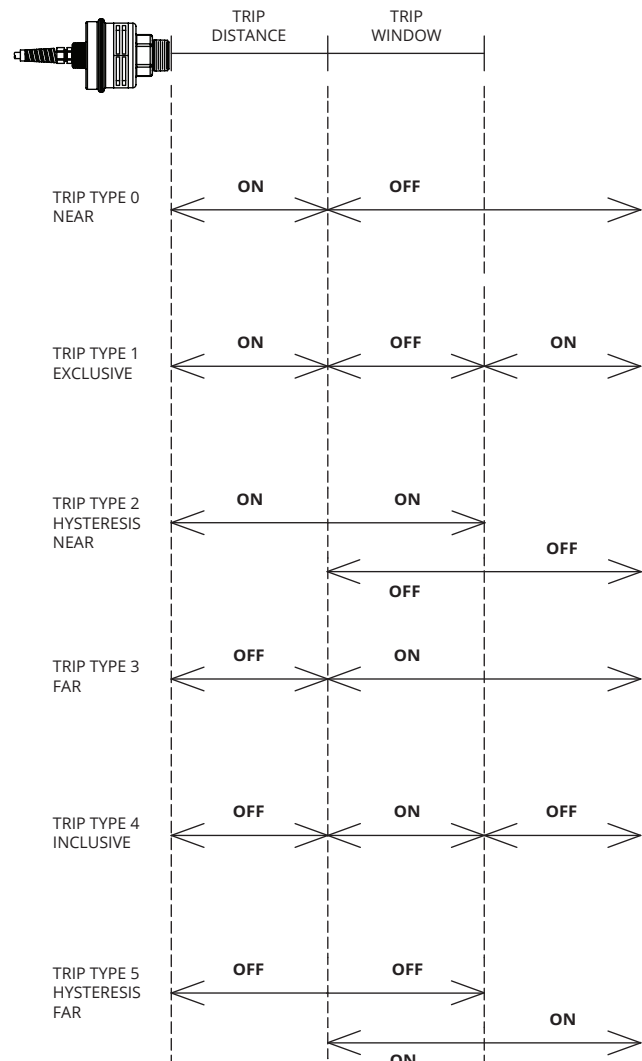 TRIP
DISTANCE
TRIP
WINDOW
TRIP TYPE 0
NEAR
ON
OFF
TRIP TYPE 1
EXCLUSIVE
ON
OFF
ON
TRIP TYPE 2
HYSTERESIS
NEAR
ON
ON
OFF
OFF
TRIP TYPE 3
FAR
OFF
ON
TRIP TYPE 4
INCLUSIVE
OFF
ON
OFF
TRIP TYPE 5
HYSTERESIS
FAR
OFF
OFF
ON
ON